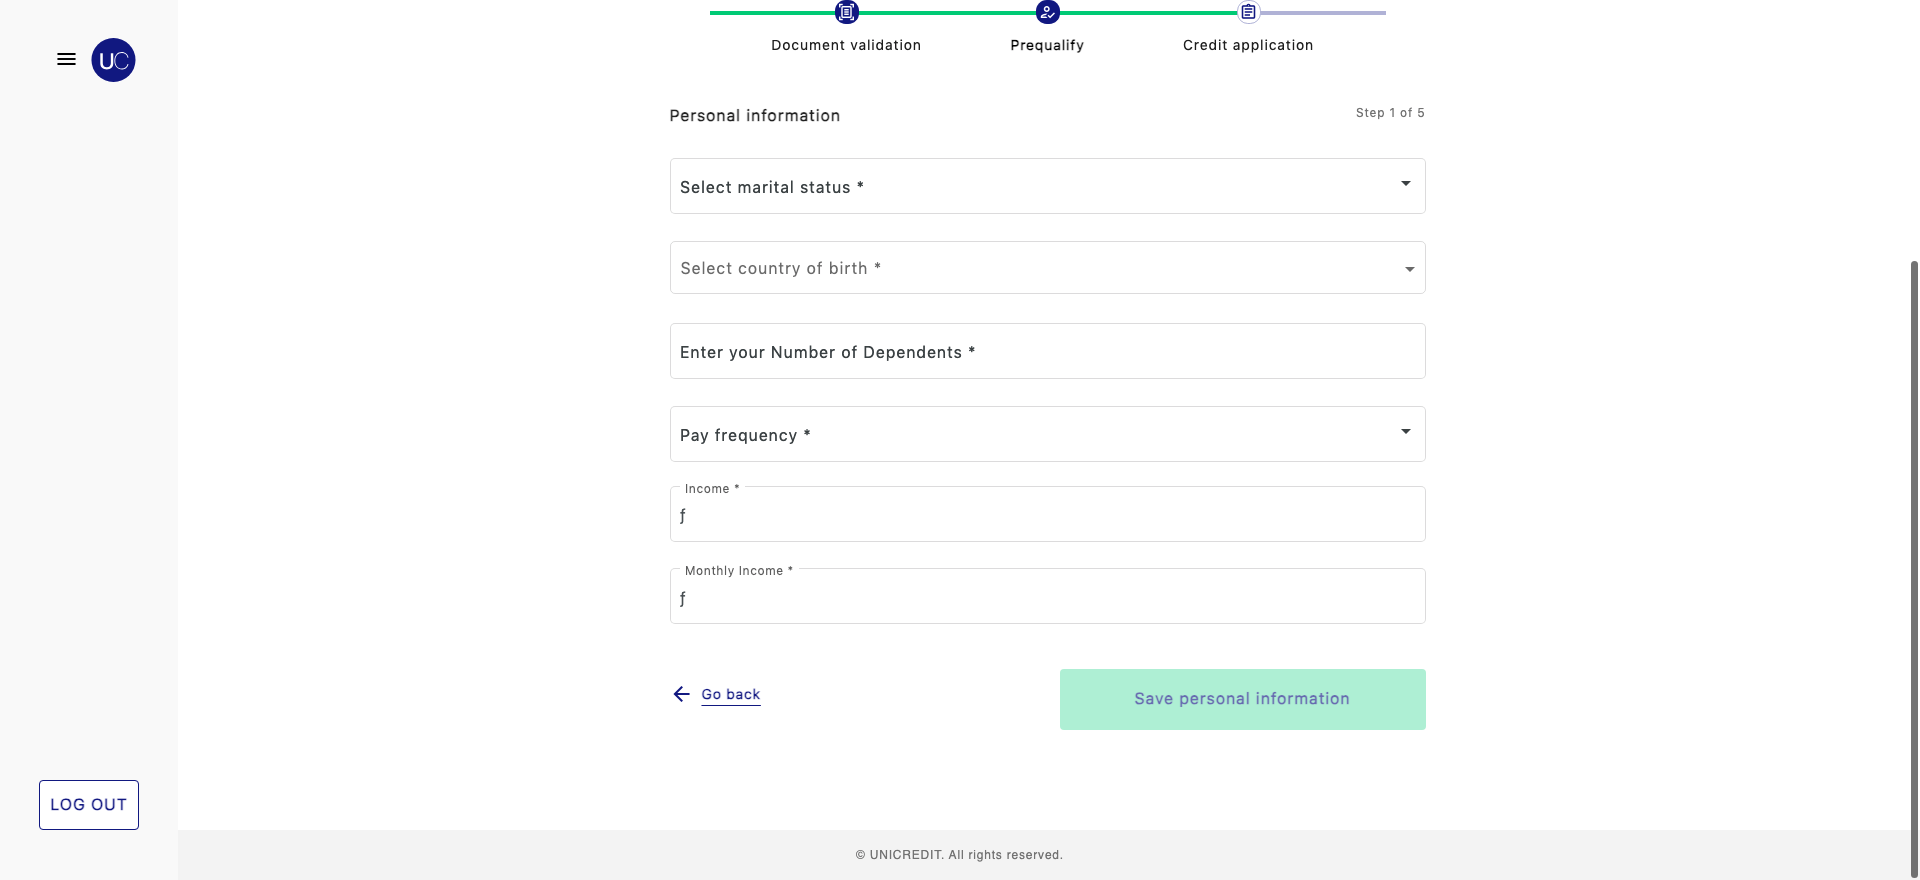 UC
Document validation
Prequalify
Credit application
Personal information
Step 1 of 5
Select marital status *
Select country of birth *
Enter your Number of Dependents *
Pay frequency *
Income *
ƒ
Monthly Income *
ƒ
Go back
Save personal information
LOG OUT
© UNICREDIT. All rights reserved.